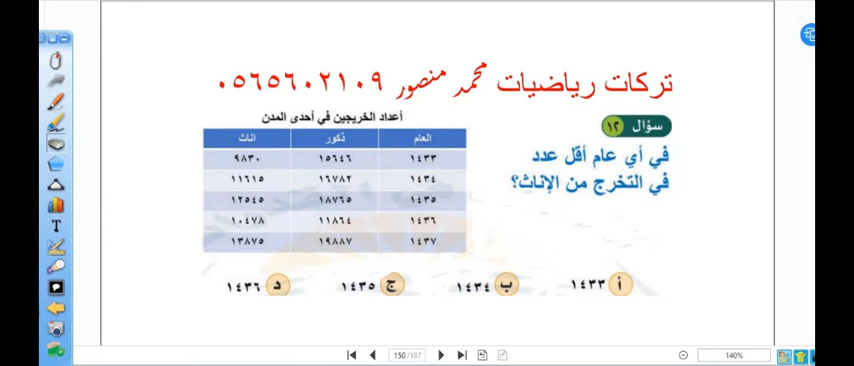 تركات رياضيات محمد منصور ٠٥٦٥٦٠٢١٠٩
سؤال ١٢
في أي عام أقل عدد
في التخرج من الإناث؟
أعداد الخريجين في أحدى المدن
العام ذكور اناث
١٤٣٣ ١٥٦٤٦ ٩٨٣٠
١٤٣٤ ١٦٧٨٢ ١١٦١٥
١٤٣٥ ١٨٧٦٥ ١٢٥٤٥
١٤٣٦ ١١٨٦٤ ١٠٤٧٨
١٤٣٧ ١٩٨٨٧ ١٣٨٧٥
أ ١٤٣٣ ب ١٤٣٤ ج ١٤٣٥ د ١٤٣٦
150 /187 140%